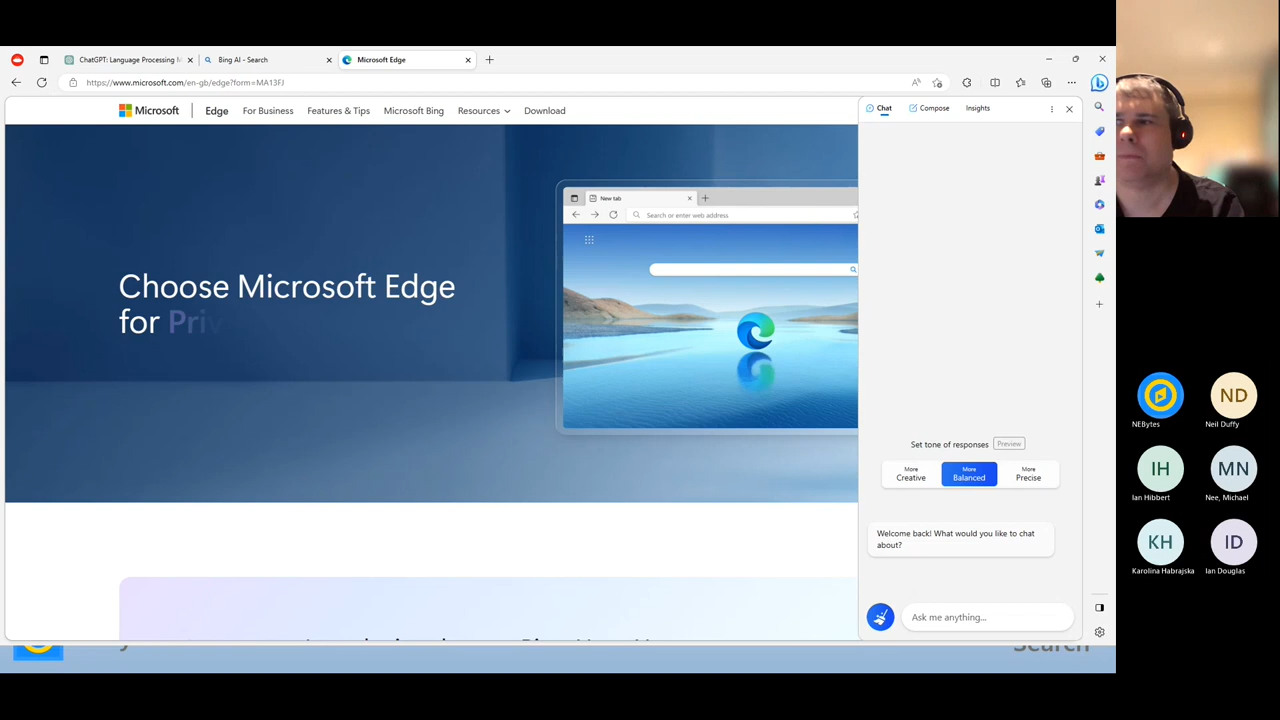 ChatGPT: Language Processing
Bing AI - Search
Microsoft Edge
https://www.microsoft.com/en-gb/edge?form=MA13FJ
Microsoft
Edge
For Business
Features & Tips
Microsoft Bing
Resources
Download
Chat
Compose
Insights
New tab
Search or enter web address
Choose Microsoft Edge
for Priv
Set tone of responses
Preview
More
Creative
More
Balanced
More
Precise
Welcome back! What would you like to chat
about?
Ask me anything...
Search
NEBytes
ND
Neil Duffy
IH
Ian Hibbert
MN
Nee, Michael
KH
Karolina Habrajska
ID
Ian Douglas